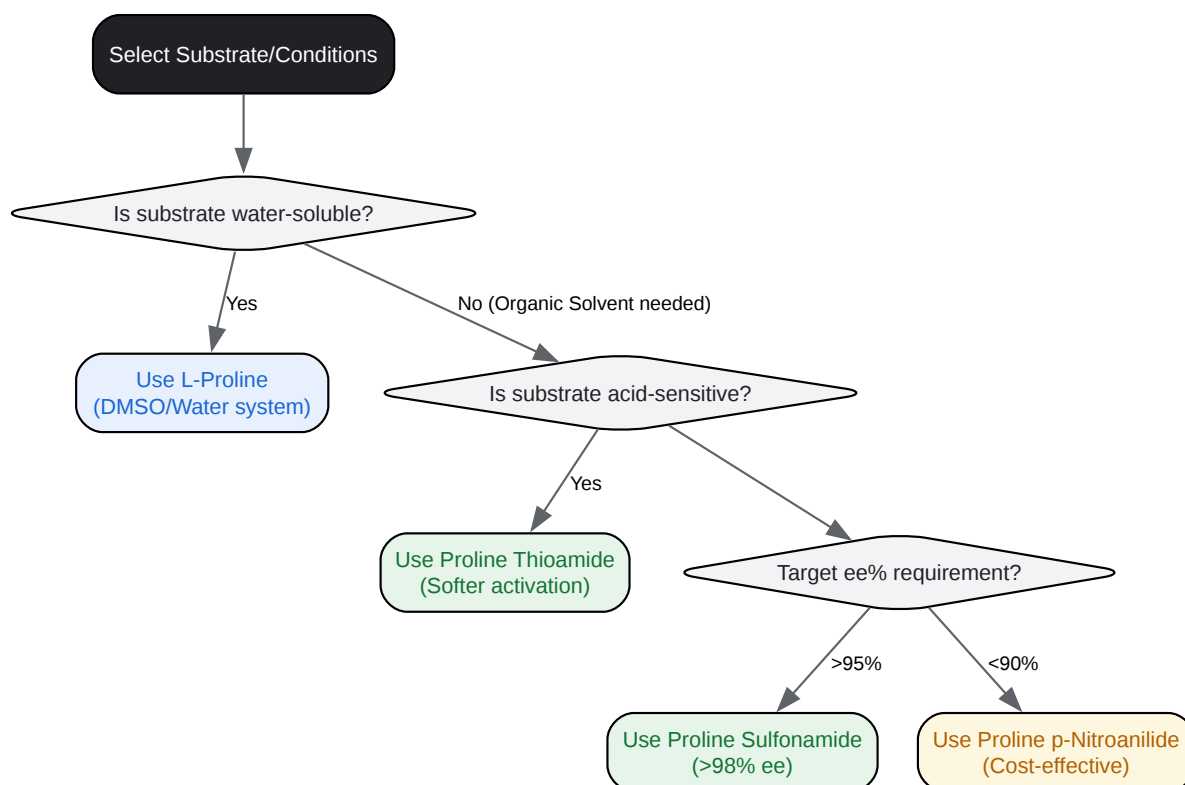 Select Substrate/Conditions
Is substrate water-soluble?
Yes
No (Organic Solvent needed)
Use L-Proline
(DMSO/Water system)
Is substrate acid-sensitive?
Yes
Use Proline Thioamide
(Softer activation)
Target ee% requirement?
>95%
<90%
Use Proline Sulfonamide
(>98% ee)
Use Proline p-Nitroanilide
(Cost-effective)